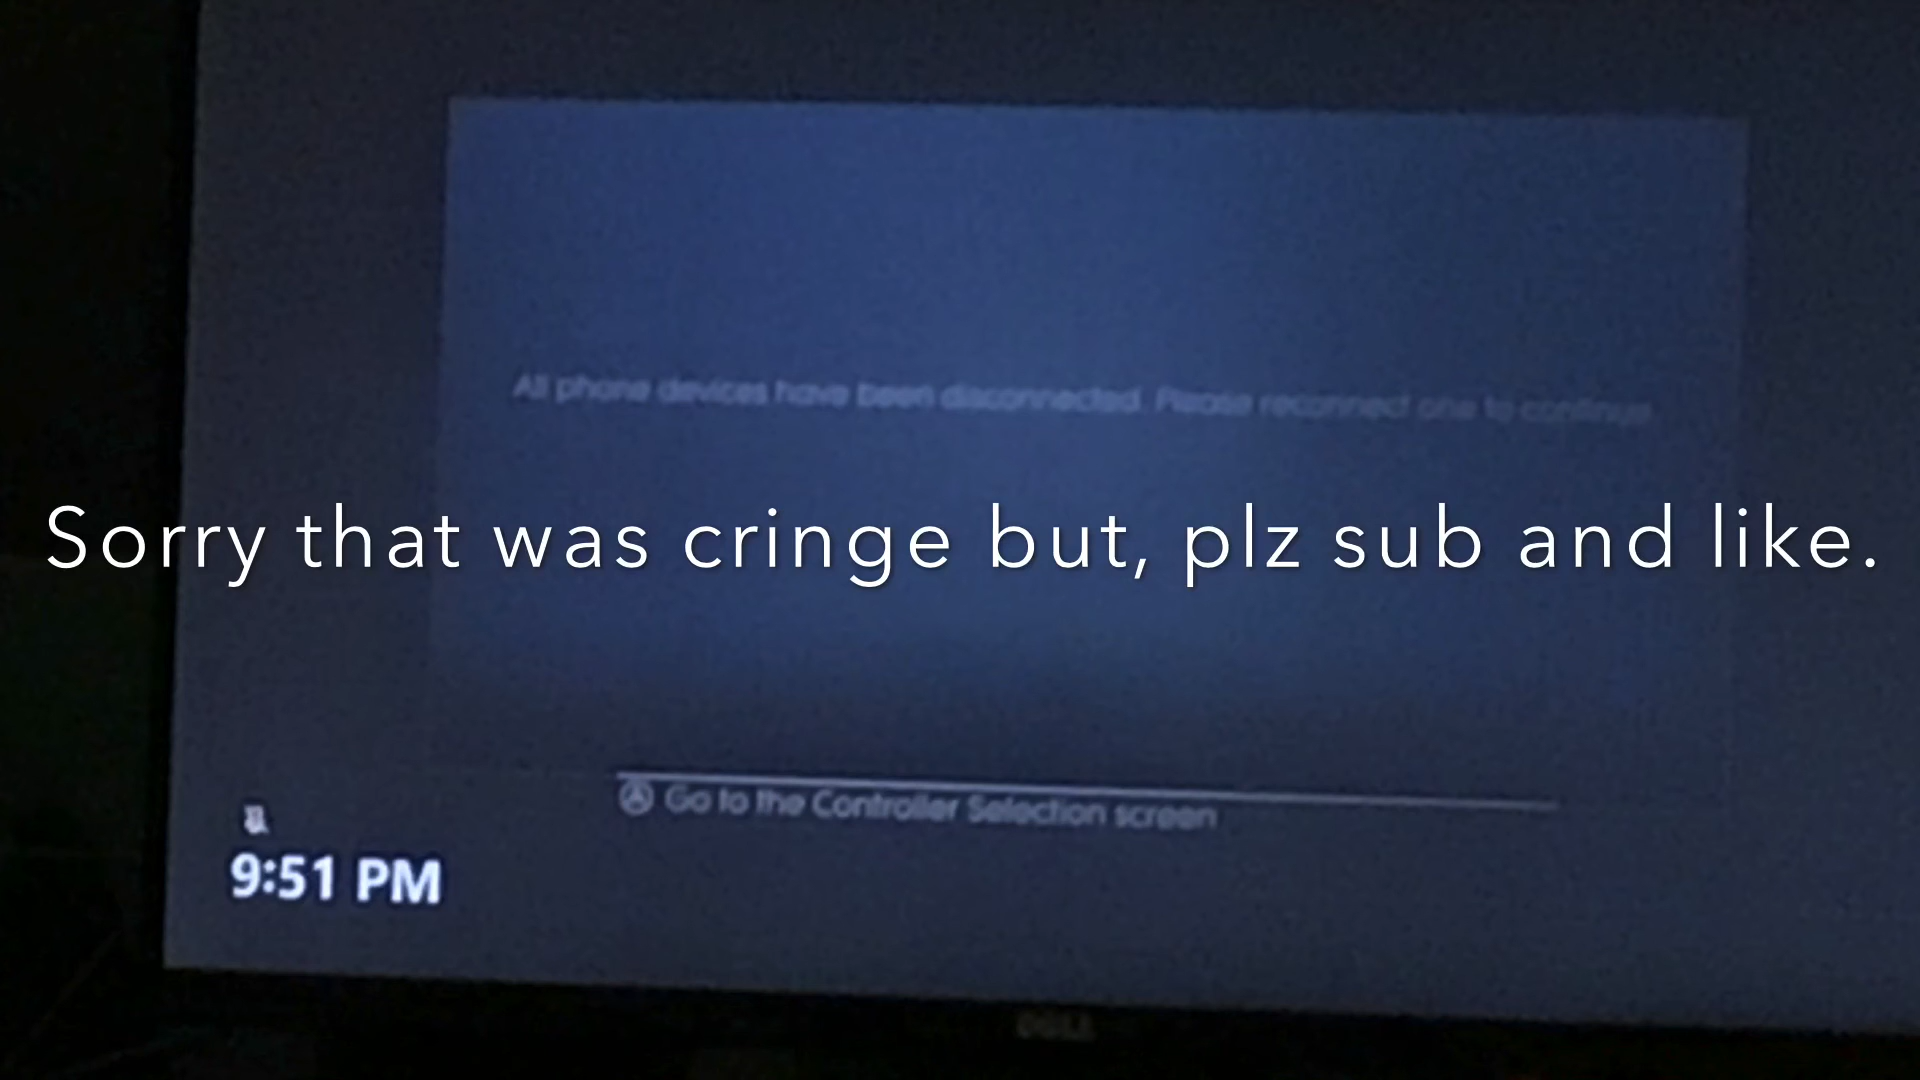 All phone devices have been disconnected. Please reconnect one to continue
Sorry that was cringe but, plz sub and like.
Go to the Controller Selection screen
9:51 PM
DELL